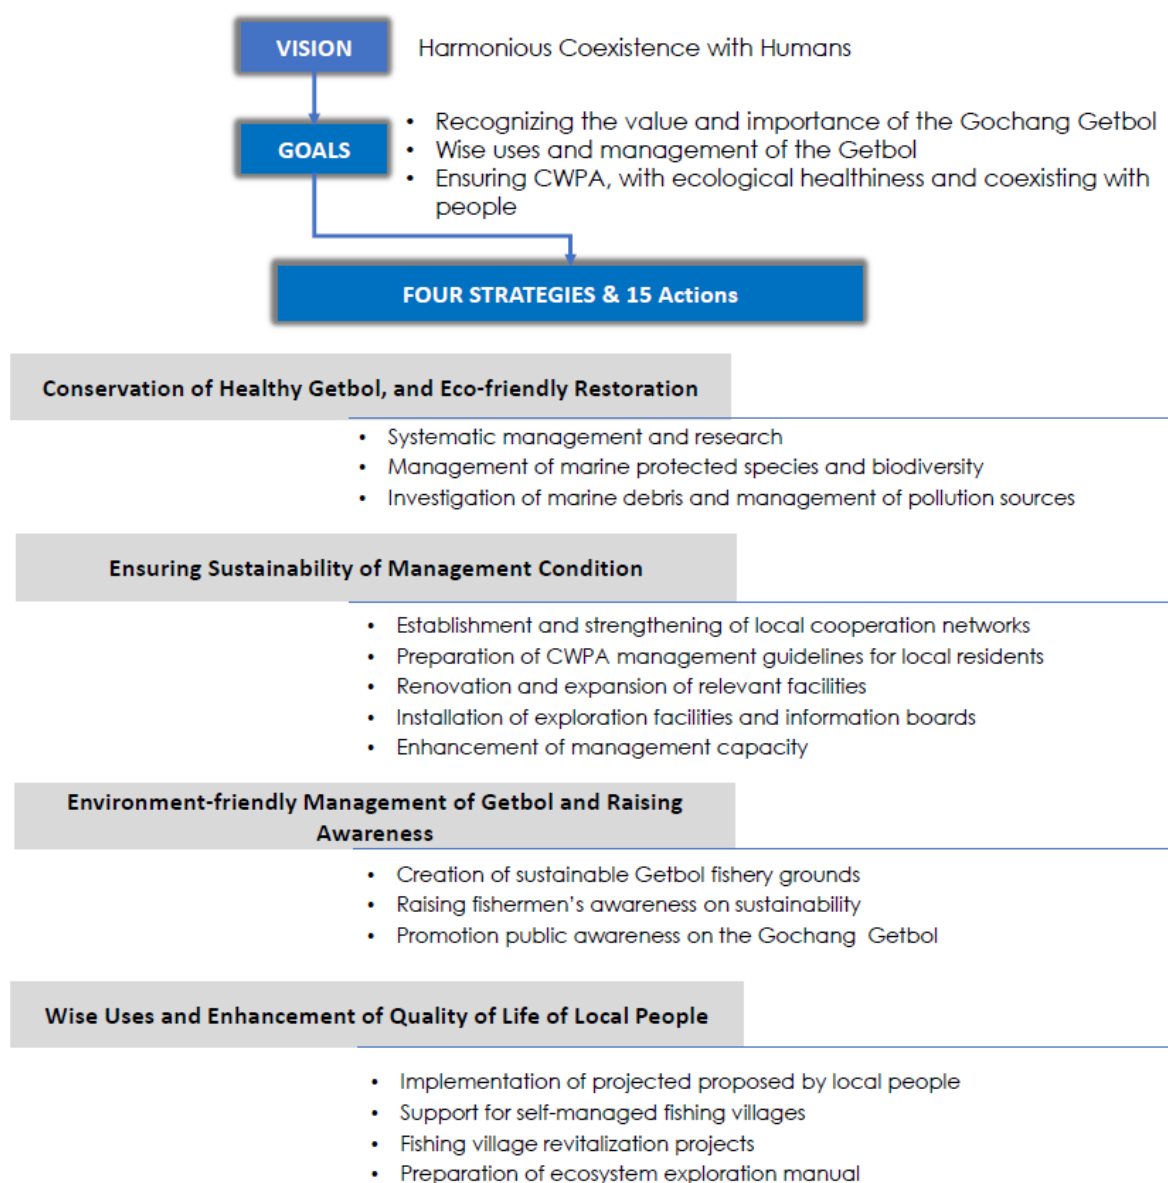 VISION
Harmonious Coexistence with Humans
GOALS
• Recognizing the value and importance of the Gochang Getbol
• Wise uses and management of the Getbol
• Ensuring CWPA, with ecological healthiness and coexisting with
people
FOUR STRATEGIES & 15 Actions
Conservation of Healthy Getbol, and Eco-friendly Restoration
• Systematic management and research
• Management of marine protected species and biodiversity
• Investigation of marine debris and management of pollution sources
Ensuring Sustainability of Management Condition
• Establishment and strengthening of local cooperation networks
• Preparation of CWPA management guidelines for local residents
• Renovation and expansion of relevant facilities
• Installation of exploration facilities and information boards
• Enhancement of management capacity
Environment-friendly Management of Getbol and Raising
Awareness
• Creation of sustainable Getbol fishery grounds
• Raising fishermen's awareness on sustainability
• Promotion public awareness on the Gochang Getbol
Wise Uses and Enhancement of Quality of Life of Local People
• Implementation of projected proposed by local people
• Support for self-managed fishing villages
• Fishing village revitalization projects
• Preparation of ecosystem exploration manual